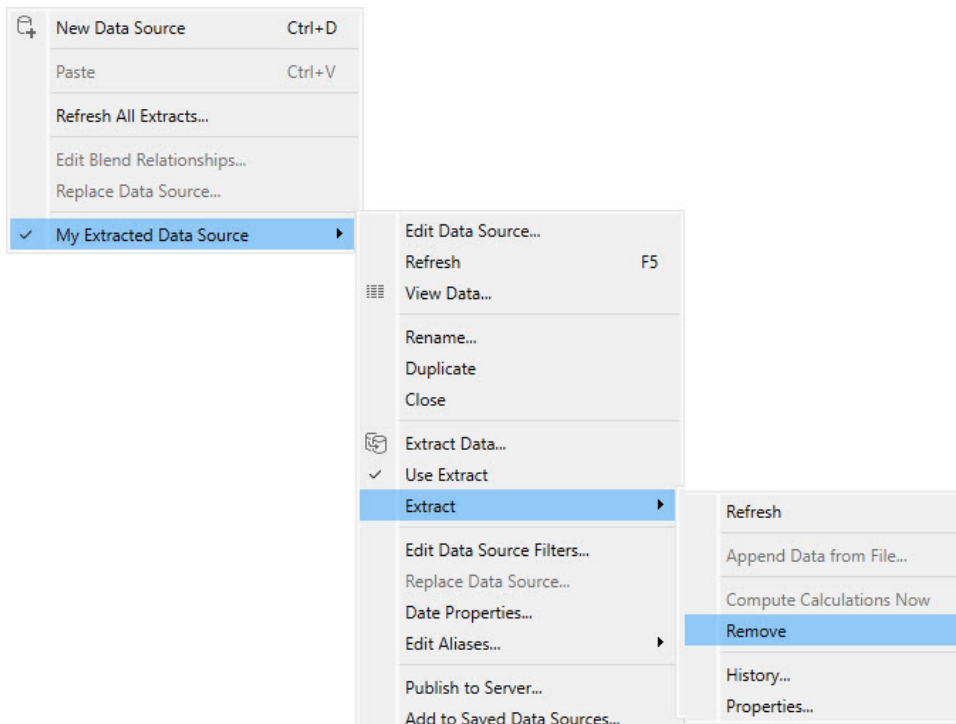 New Data Source Ctrl+D
Paste Ctrl+V
Refresh All Extracts...
Edit Blend Relationships...
Replace Data Source...
My Extracted Data Source
Edit Data Source...
Refresh F5
View Data...
Rename...
Duplicate
Close
Extract Data...
Use Extract
Extract
Edit Data Source Filters...
Replace Data Source...
Date Properties...
Edit Aliases...
Publish to Server...
Add to Saved Data Sources...
Refresh
Append Data from File...
Compute Calculations Now
Remove
History...
Properties...